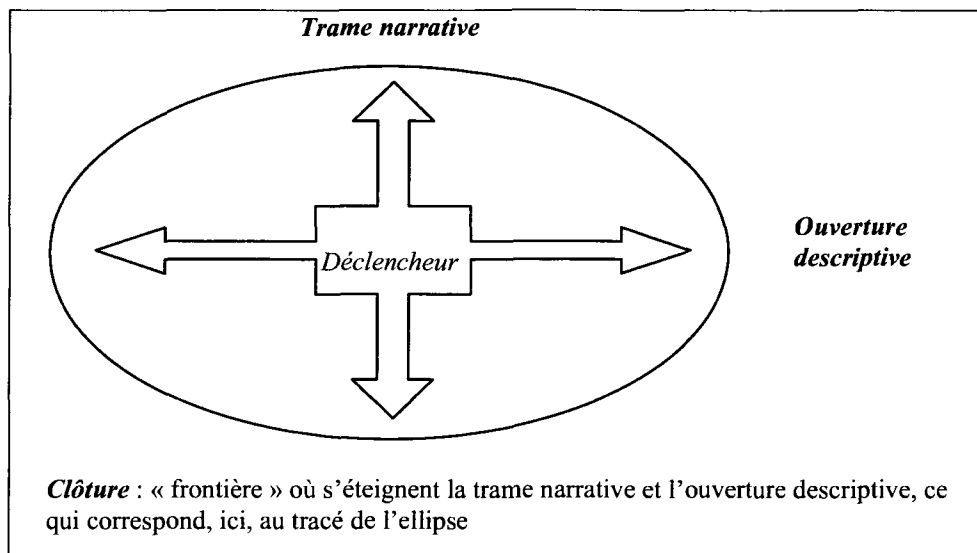 Trame narrative
Ouverture
descriptive
Déclencheur
Clôture : « frontière » où s'éteignent la trame narrative et l'ouverture descriptive, ce
qui correspond, ici, au tracé de l'ellipse